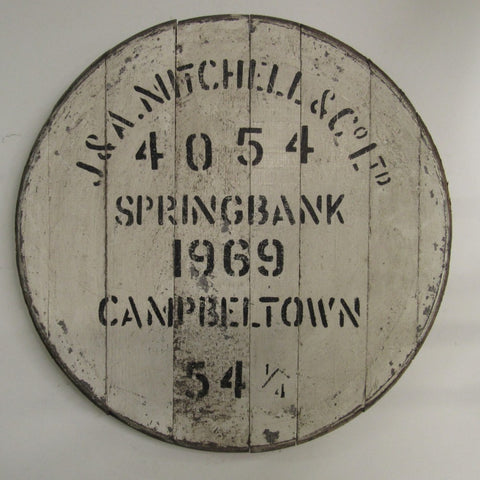 J.&A. MITCHELL & Co LTD
4054
SPRINGBANK
1969
CAMPBELTOWN
54 1/4